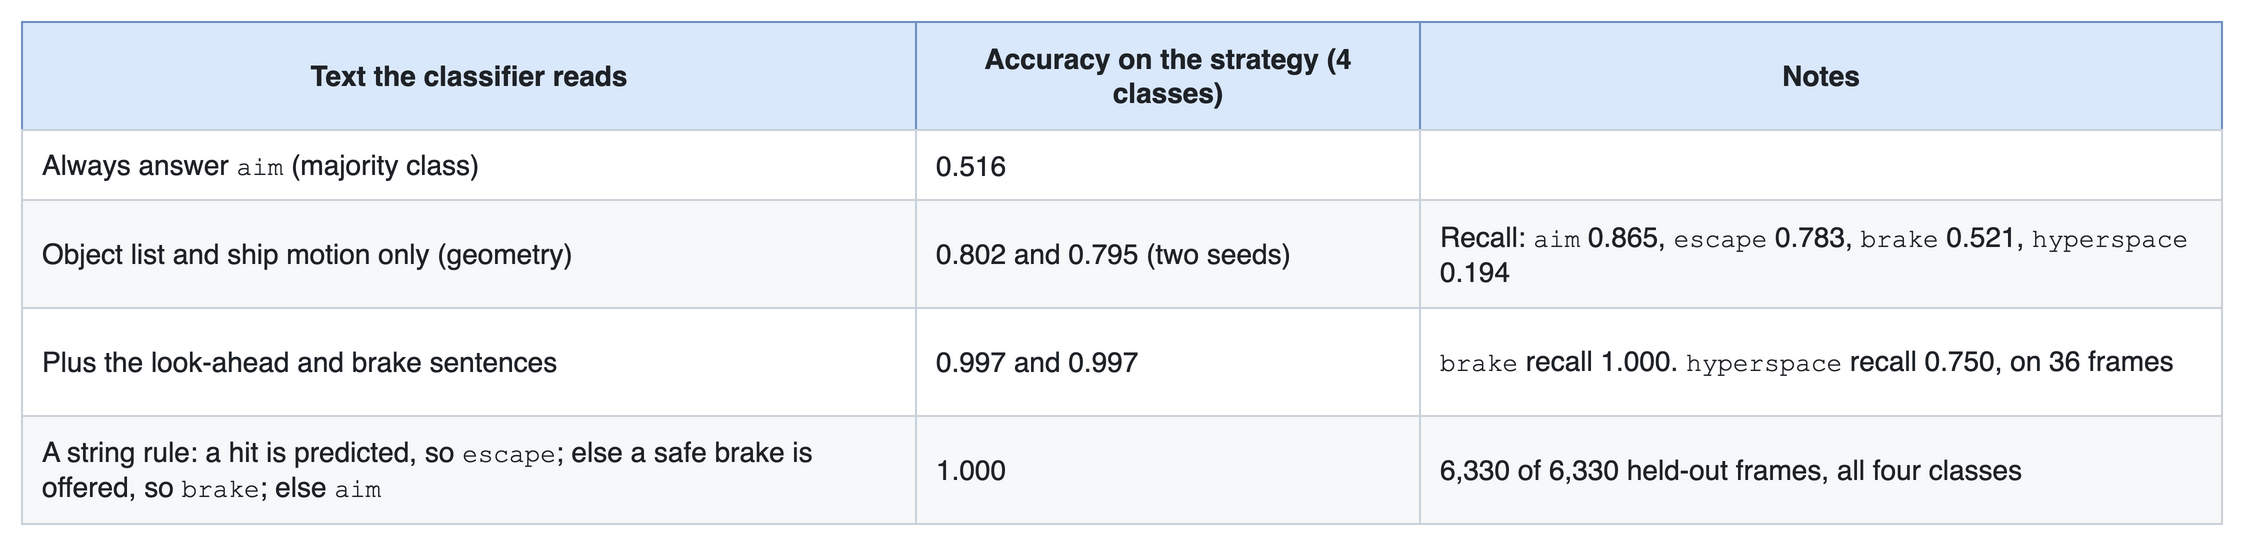 Text the classifier reads
Accuracy on the strategy (4
classes)
Notes
Always answer aim (majority class)
0.516
Object list and ship motion only (geometry)
0.802 and 0.795 (two seeds)
Recall: aim 0.865, escape 0.783, brake 0.521, hyperspace
0.194
Plus the look-ahead and brake sentences
0.997 and 0.997
brake recall 1.000. hyperspace recall 0.750, on 36 frames
A string rule: a hit is predicted, so escape; else a safe brake is
offered, so brake; else aim
1.000
6,330 of 6,330 held-out frames, all four classes